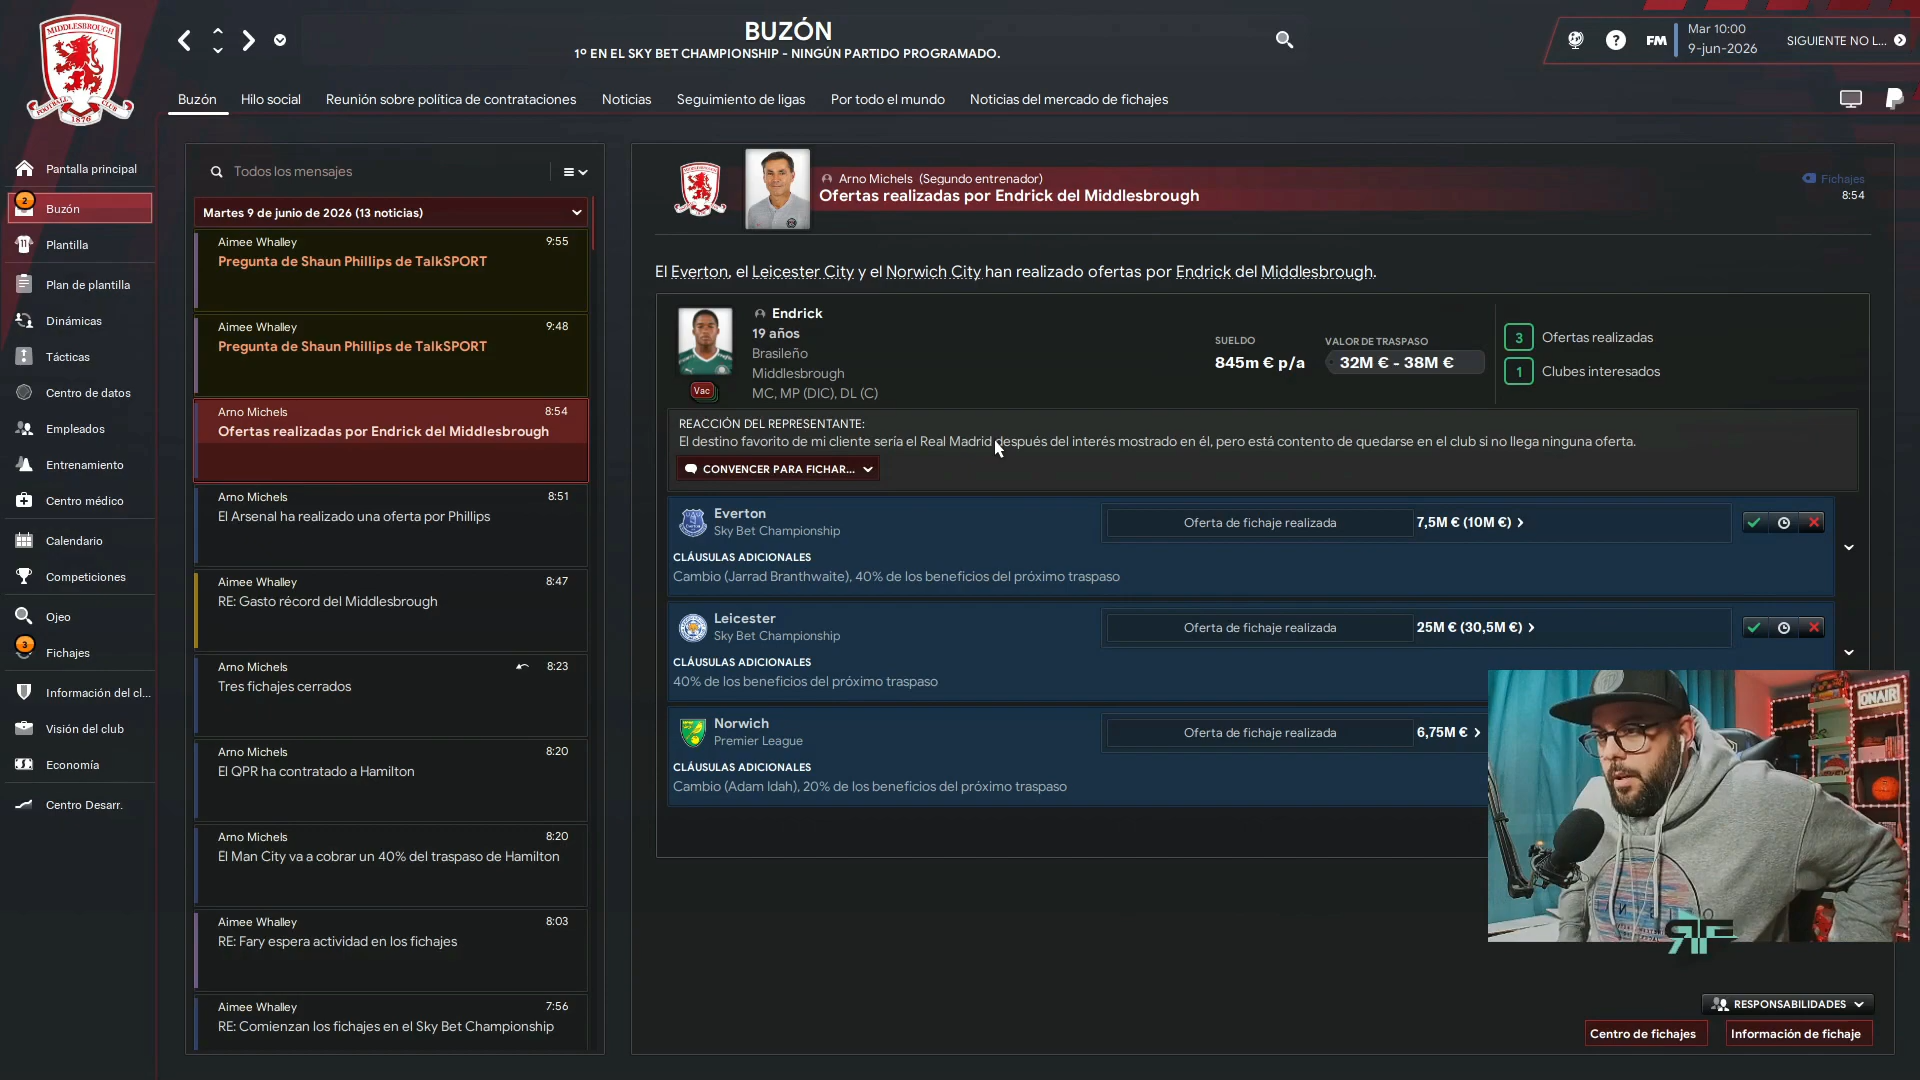 MIDDLESBROUGH
FOOTBALL CLUB
1876
BUZÓN
1º EN EL SKY BET CHAMPIONSHIP - NINGÚN PARTIDO PROGRAMADO.
FM
Mar 10:00
9-jun-2026
SIGUIENTE NO L...
Buzón
Hilo social
Reunión sobre política de contrataciones
Noticias
Seguimiento de ligas
Por todo el mundo
Noticias del mercado de fichajes
Pantalla principal
2
Buzón
11
Plantilla
Plan de plantilla
Dinámicas
Tácticas
Centro de datos
Empleados
Entrenamiento
Centro médico
Calendario
Competiciones
Ojeo
3
Fichajes
Información del cl...
Visión del club
Economía
Centro Desarr.
Todos los mensajes
Martes 9 de junio de 2026 (13 noticias)
Aimee Whalley 9:55
Pregunta de Shaun Phillips de TalkSPORT
Aimee Whalley 9:48
Pregunta de Shaun Phillips de TalkSPORT
Arno Michels 8:54
Ofertas realizadas por Endrick del Middlesbrough
Arno Michels 8:51
El Arsenal ha realizado una oferta por Phillips
Aimee Whalley 8:47
RE: Gasto récord del Middlesbrough
Arno Michels 8:23
Tres fichajes cerrados
Arno Michels 8:20
El QPR ha contratado a Hamilton
Arno Michels 8:20
El Man City va a cobrar un 40% del traspaso de Hamilton
Aimee Whalley 8:03
RE: Fary espera actividad en los fichajes
Aimee Whalley 7:56
RE: Comienzan los fichajes en el Sky Bet Championship
Arno Michels (Segundo entrenador)
Ofertas realizadas por Endrick del Middlesbrough
Fichajes
8:54
El Everton, el Leicester City y el Norwich City han realizado ofertas por Endrick del Middlesbrough.
Endrick
19 años
Brasileño
Middlesbrough
MC, MP (DIC), DL (C)
Vac
SUELDO
845m € p/a
VALOR DE TRASPASO
32M € - 38M €
3 Ofertas realizadas
1 Clubes interesados
REACCIÓN DEL REPRESENTANTE:
El destino favorito de mi cliente sería el Real Madrid después del interés mostrado en él, pero está contento de quedarse en el club si no llega ninguna oferta.
CONVENCER PARA FICHAR...
Everton
Sky Bet Championship
Oferta de fichaje realizada 7,5M € (10M €)
CLÁUSULAS ADICIONALES
Cambio (Jarrad Branthwaite), 40% de los beneficios del próximo traspaso
Leicester
Sky Bet Championship
Oferta de fichaje realizada 25M € (30,5M €)
CLÁUSULAS ADICIONALES
40% de los beneficios del próximo traspaso
Norwich
Premier League
Oferta de fichaje realizada 6,75M €
CLÁUSULAS ADICIONALES
Cambio (Adam Idah), 20% de los beneficios del próximo traspaso
ON AIR
RESPONSABILIDADES
Centro de fichajes
Información de fichaje